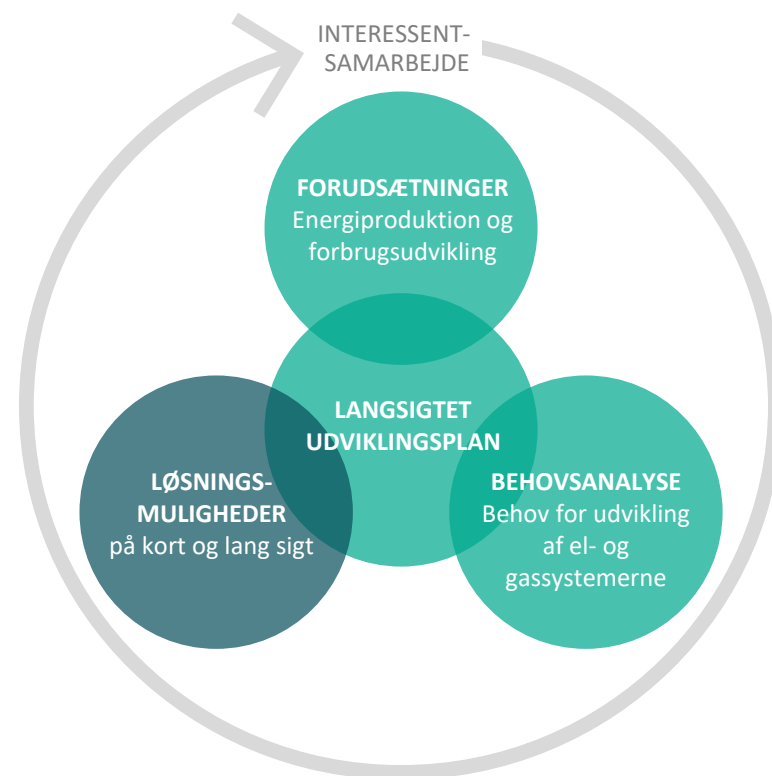 INTERESSENT-
SAMARBEJDE
FORUDSÆTNINGER
Energiproduktion og
forbrugsudvikling
LANGSIGTET
UDVIKLINGSPLAN
LØSNINGS-
MULIGHEDER
på kort og lang sigt
BEHOVSANALYSE
Behov for udvikling
af el- og
gassystemerne